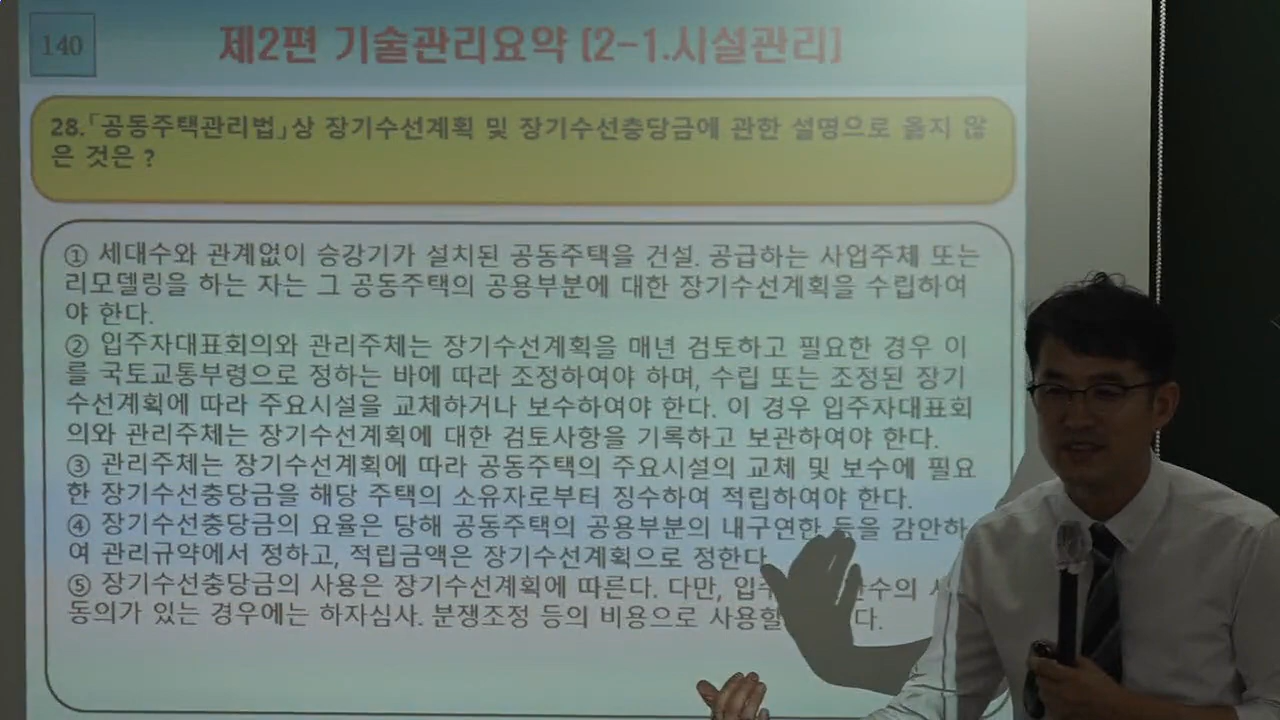 140
제2편 기술관리요약 [2-1.시설관리]
28.「공동주택관리법」상 장기수선계획 및 장기수선충당금에 관한 설명으로 옳지 않
은 것은 ?
① 세대수와 관계없이 승강기가 설치된 공동주택을 건설. 공급하는 사업주체 또는
리모델링을 하는 자는 그 공동주택의 공용부분에 대한 장기수선계획을 수립하여
야 한다.
② 입주자대표회의와 관리주체는 장기수선계획을 매년 검토하고 필요한 경우 이
를 국토교통부령으로 정하는 바에 따라 조정하여야 하며, 수립 또는 조정된 장기
수선계획에 따라 주요시설을 교체하거나 보수하여야 한다. 이 경우 입주자대표회
의와 관리주체는 장기수선계획에 대한 검토사항을 기록하고 보관하여야 한다.
③ 관리주체는 장기수선계획에 따라 공동주택의 주요시설의 교체 및 보수에 필요
한 장기수선충당금을 해당 주택의 소유자로부터 징수하여 적립하여야 한다.
④ 장기수선충당금의 요율은 당해 공동주택의 공용부분의 내구연한 등을 감안하
여 관리규약에서 정하고, 적립금액은 장기수선계획으로 정한다.
⑤ 장기수선충당금의 사용은 장기수선계획에 따른다. 다만, 입주 수의
동의가 있는 경우에는 하자심사. 분쟁조정 등의 비용으로 사용할 다.